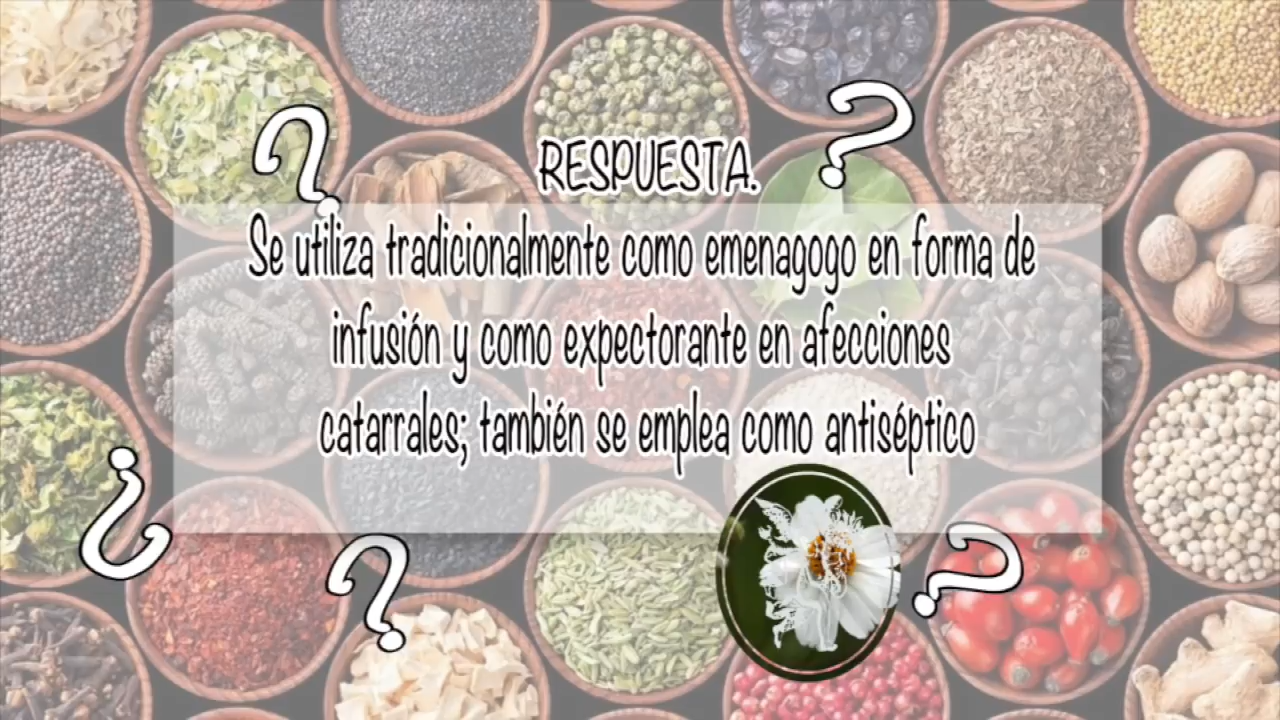 RESPUESTA.
Se utiliza tradicionalmente como emenagogo en forma de
infusión y como expectorante en afecciones
catarrales; también se emplea como antiséptico